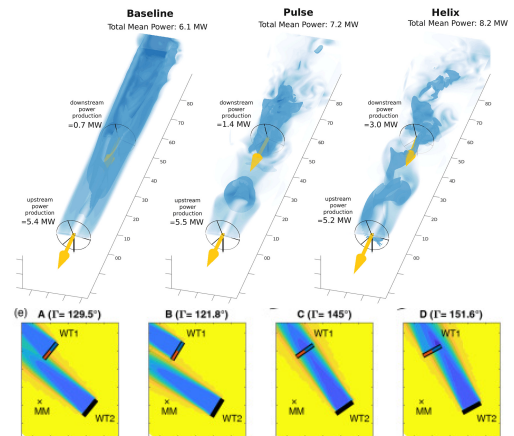 Baseline
Total Mean Power: 6.1 MW
Pulse
Total Mean Power: 7.2 MW
Helix
Total Mean Power: 8.2 MW
downstream
power
production
=0.7 MW
upstream
power
production
=5.4 MW
downstream
power
production
=1.4 MW
upstream
power
production
=5.5 MW
downstream
power
production
=3.0 MW
upstream
power
production
=5.2 MW
(e)
A (Γ= 129.5°)
WT1
MM
WT2
B (Γ= 121.8°)
WT1
MM
WT2
C (Γ= 145°)
WT1
MM
WT2
D (Γ= 151.6°)
WT1
MM
WT2